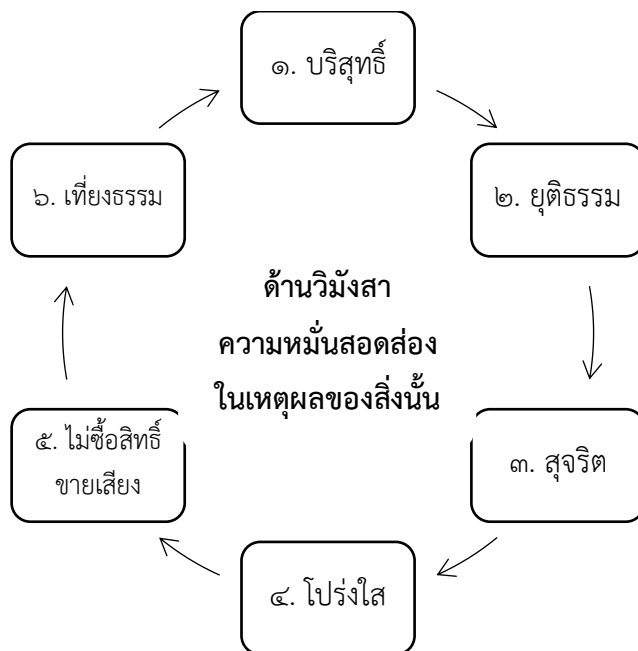 ๑. บริสุทธิ์
๒. ยุติธรรม
๓. สุจริต
๔. โปร่งใส
๕. ไม่ซื้อสิทธิ์
ขายเสียง
๖. เที่ยงธรรม
ด้านวิมังสา
ความหมั่นสอดส่อง
ในเหตุผลของสิ่งนั้น